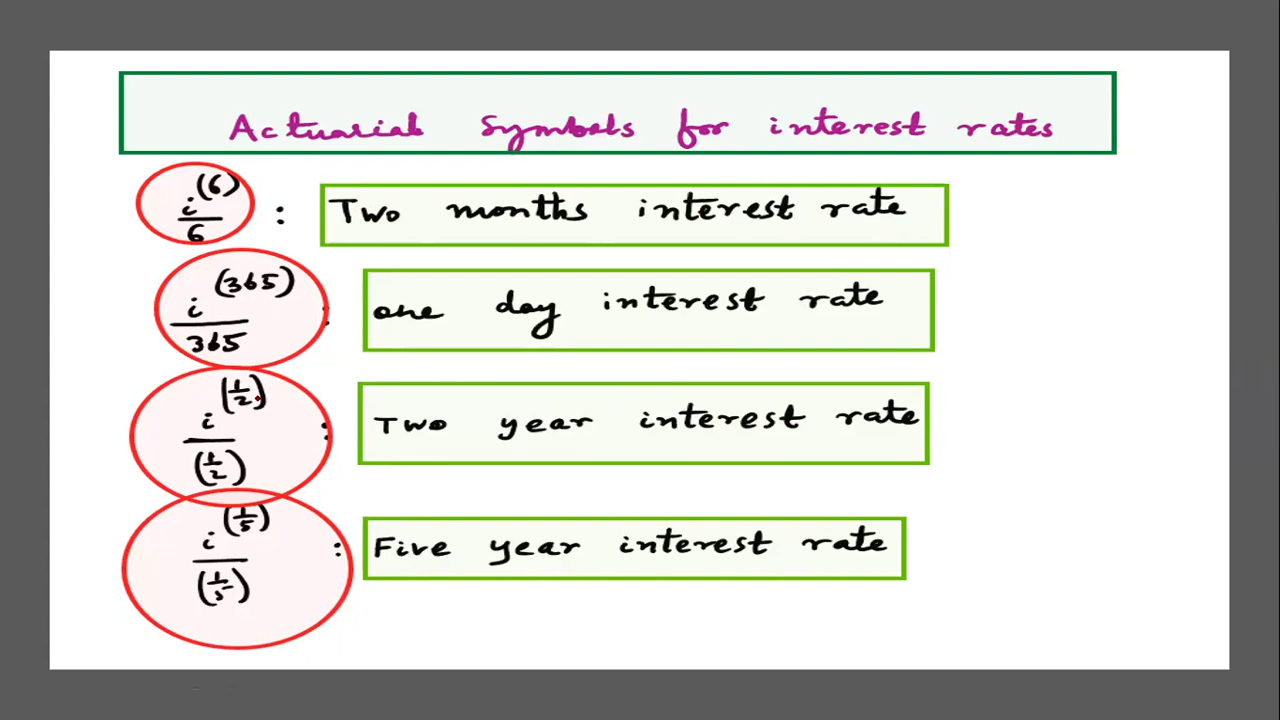 Actuarial Symbols for interest rates
i^(6)/6 : Two months interest rate
i^(365)/365 : one day interest rate
i^(1/2)/(1/2) : Two year interest rate
i^(1/5)/(1/5) : Five year interest rate